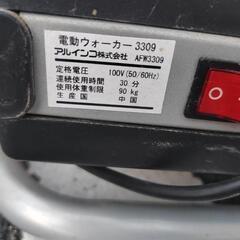 電動ウォーカー 3309
アルインコ株式会社 AFW3309
定格電圧 100V(50/60Hz)
連続使用時間 30 分
使用体重制限 90 kg
生産国 中国